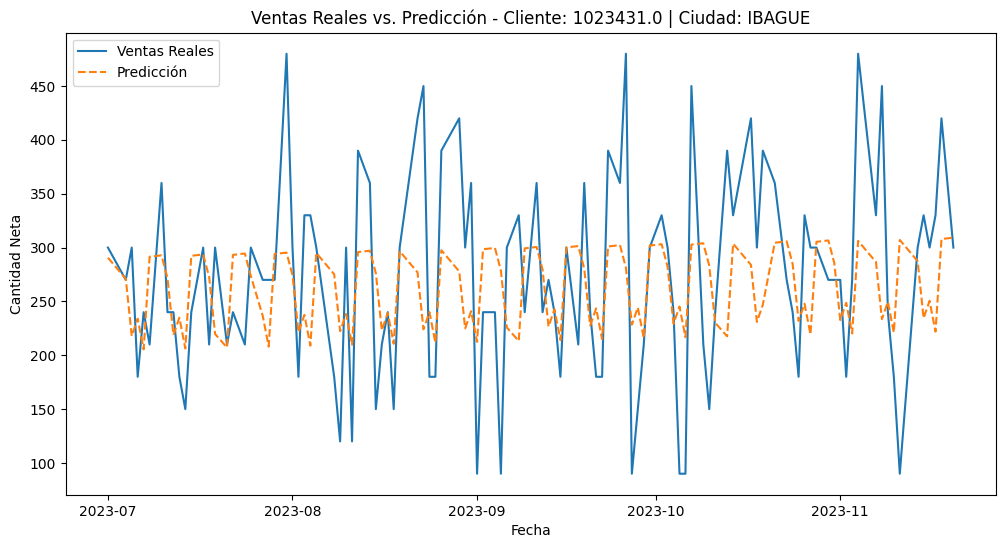 Ventas Reales vs. Predicción - Cliente: 1023431.0 | Ciudad: IBAGUE
Ventas Reales
Predicción
Cantidad Neta
450
400
350
300
250
200
150
100
2023-07
2023-08
2023-09
2023-10
2023-11
Fecha